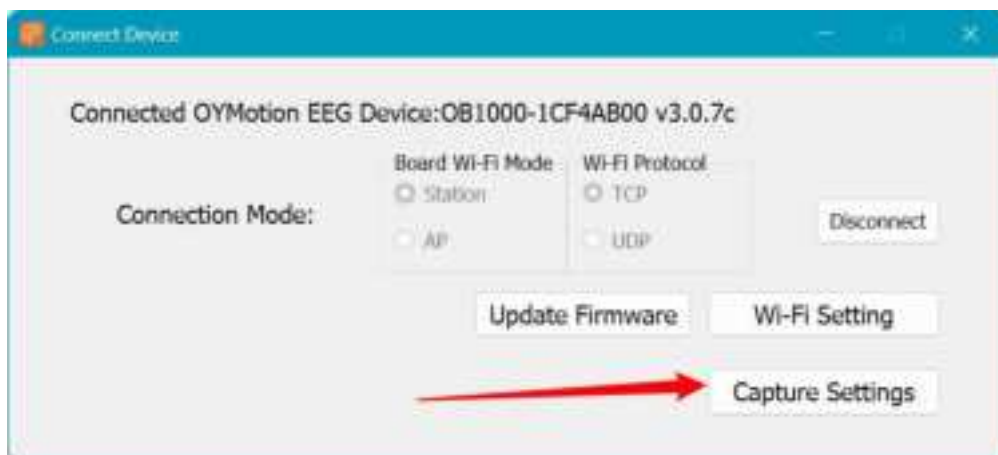 Connect Device
Connected OYMotion EEG Device:OB1000-1CF4AB00 v3.0.7c
Board Wi-Fi Mode
Wi-Fi Protocol
Station
TCP
Connection Mode:
Disconnect
AP
UDP
Update Firmware
Wi-Fi Setting
Capture Settings